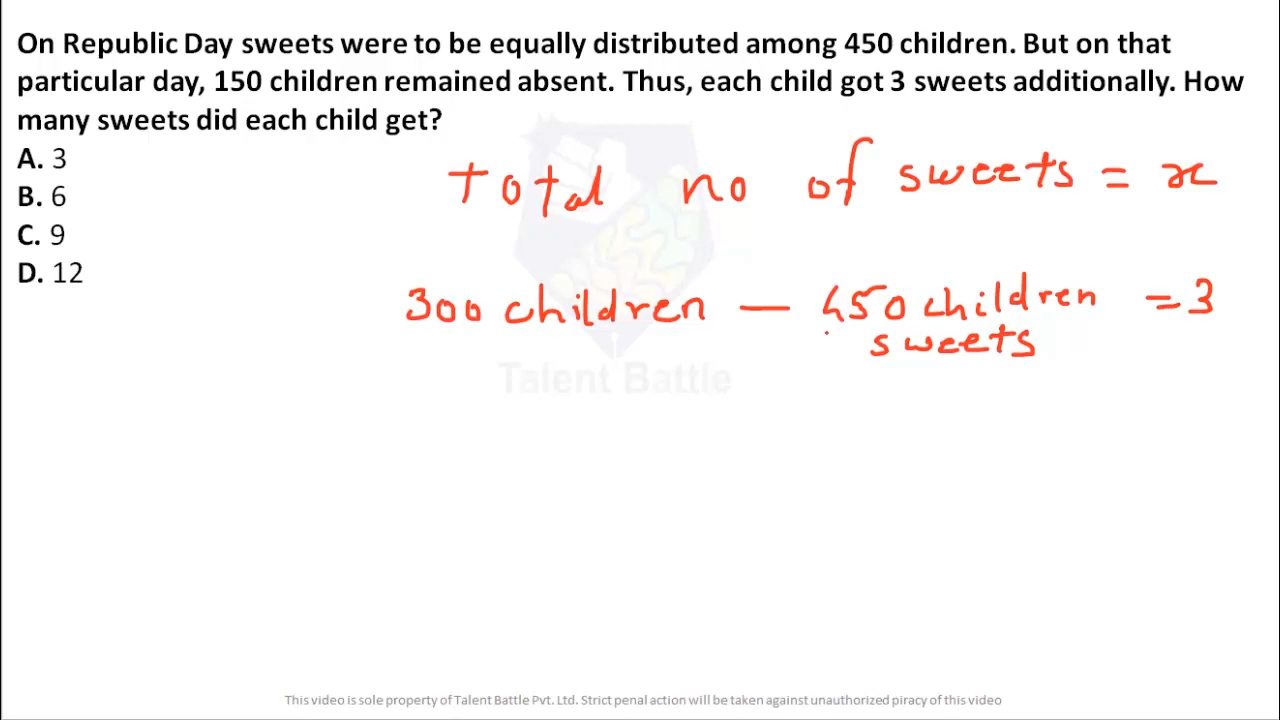 On Republic Day sweets were to be equally distributed among 450 children. But on that
particular day, 150 children remained absent. Thus, each child got 3 sweets additionally. How
many sweets did each child get?
A. 3
B. 6
C. 9
D. 12
total no of sweets = x
300 children — 450 children = 3
sweets
Talent Battle
This video is sole property of Talent Battle Pvt. Ltd. Strict penal action will be taken against unauthorized piracy of this video